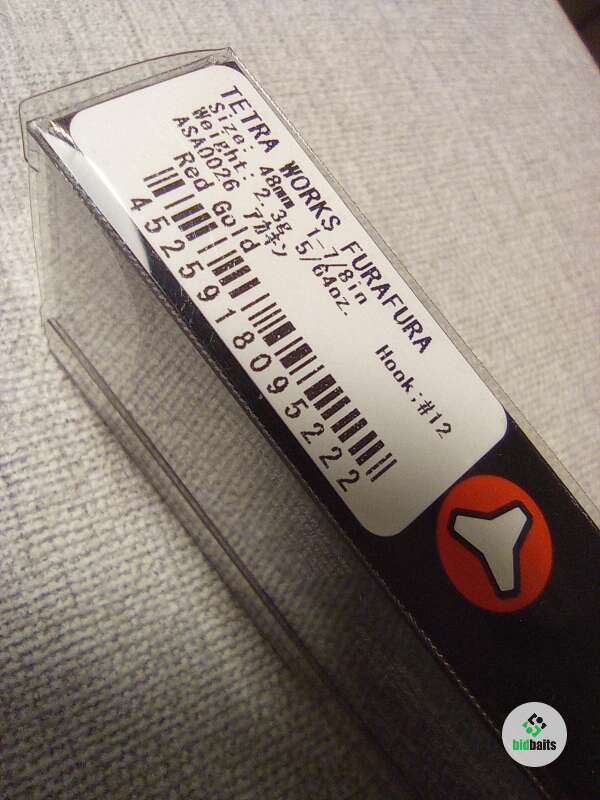 TETRA WORKS FURAFURA
Size: 48mm 1-7/8in
Weight: 2.3g 5/64oz.
Hook:#12
ASA0026 アカキン
Red Gold
4525918095222
bidbaits